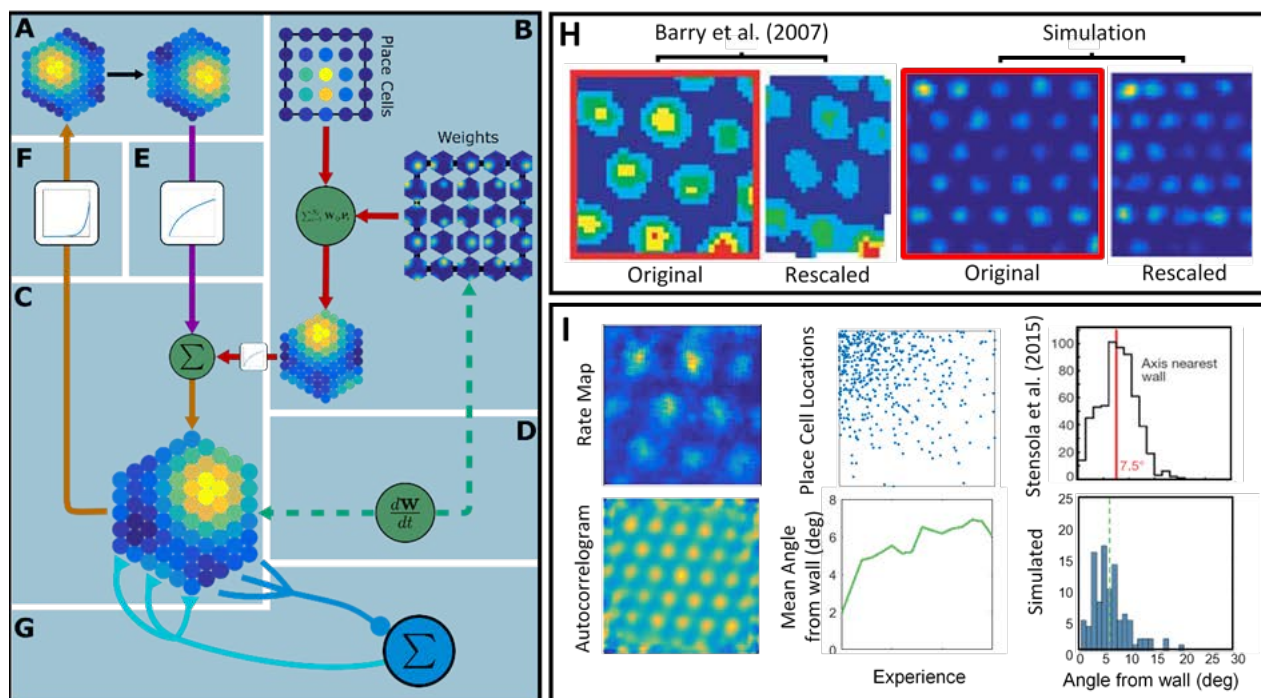 A
B
Place Cells
Weights
F
E
C
Σ
D
dW
dt
G
Σ
H
Barry et al. (2007)
Simulation
Original
Rescaled
Original
Rescaled
I
Rate Map
Place Cell Locations
Stensola et al. (2015)
100
80
60
40
20
0
Axis nearest
wall
7.5°
Autocorrelogram
Mean Angle
from wall (deg)
8
6
4
2
0
Experience
Simulated
25
20
15
10
5
0
0 5 10 15 20 25 30
Angle from wall (deg)